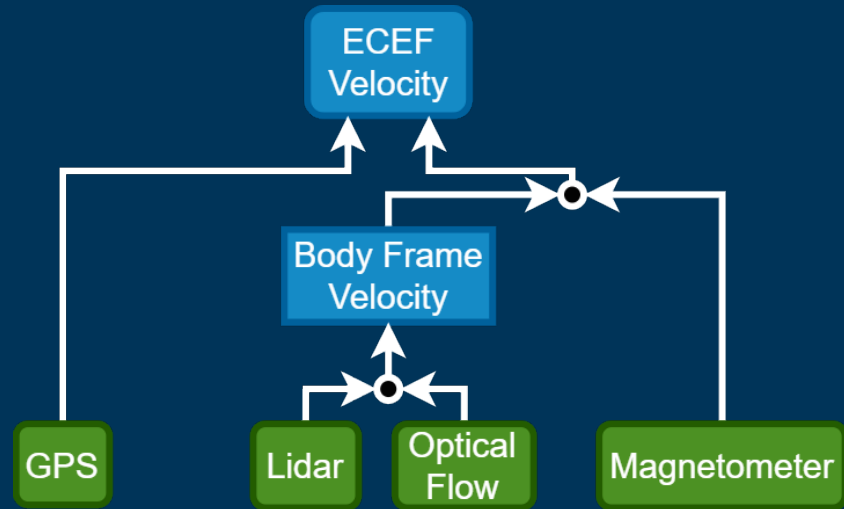 ECEF
Velocity
Body Frame
Velocity
GPS
Lidar
Optical
Flow
Magnetometer